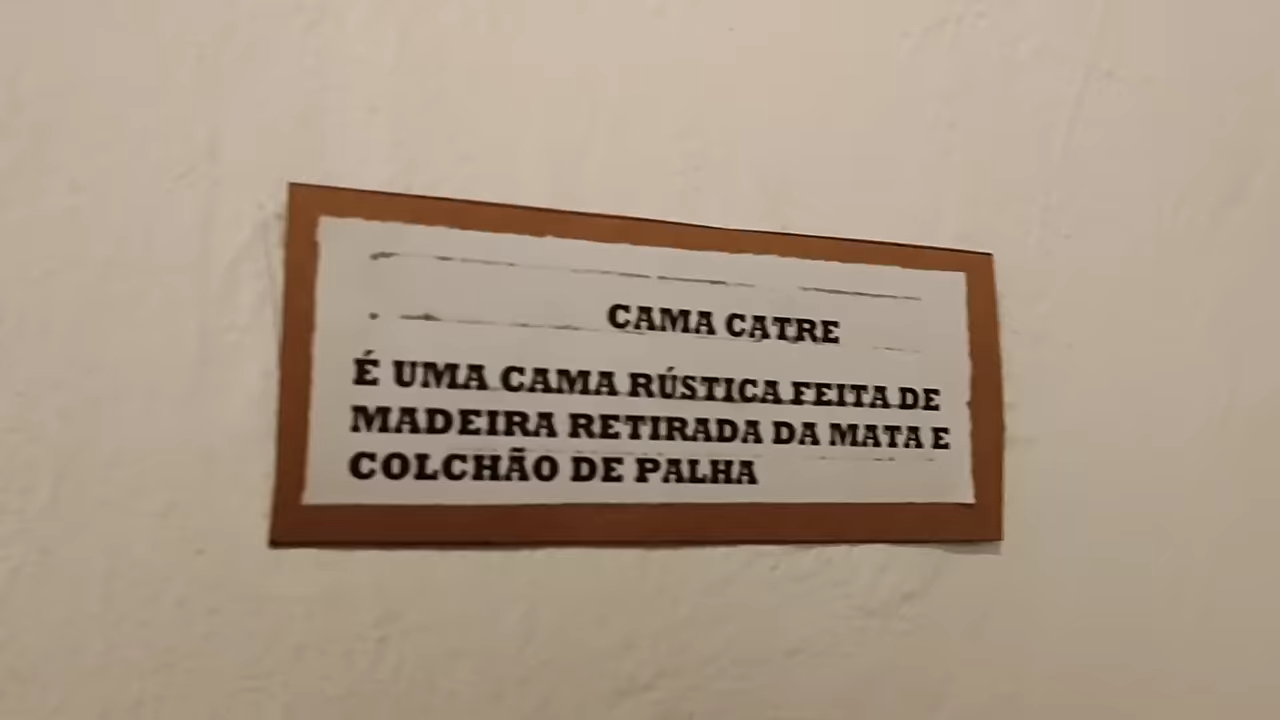 CAMA CATRE
É UMA CAMA RÚSTICA FEITA DE
MADEIRA RETIRADA DA MATA E
COLCHÃO DE PALHA